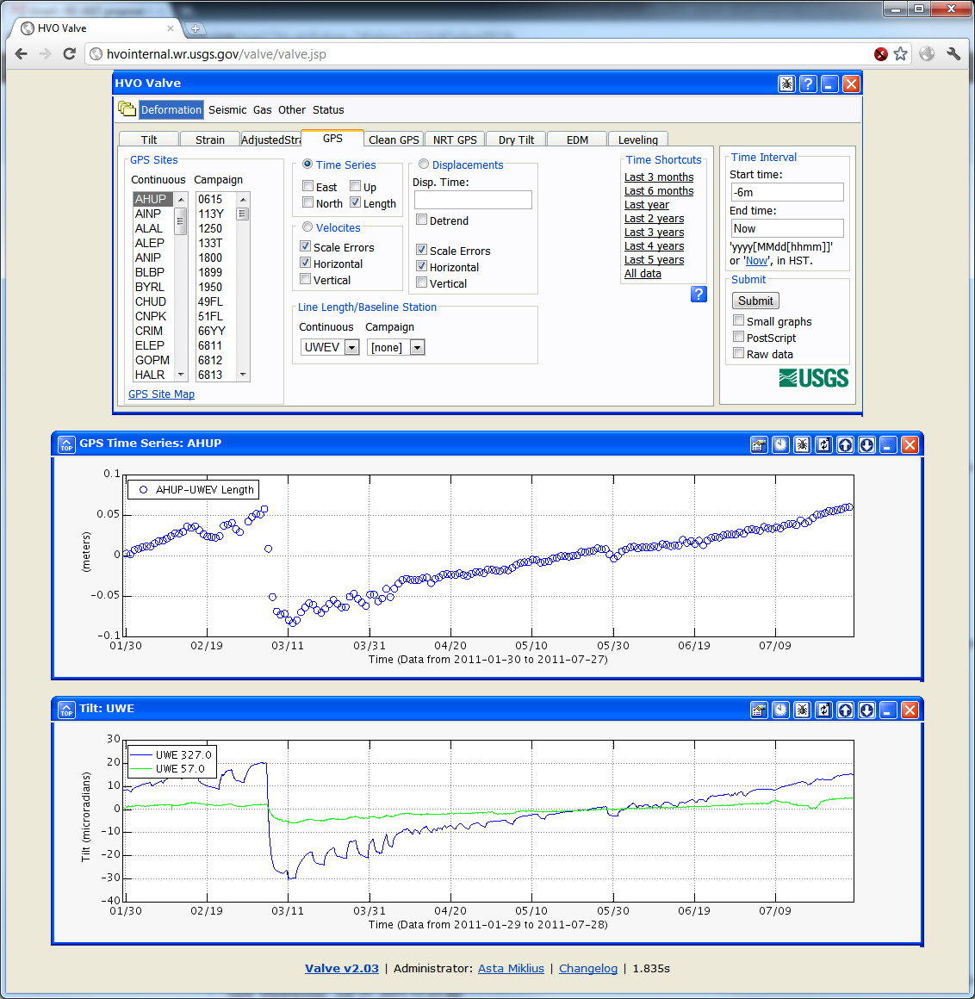 HVO Valve
hvointernal.wr.usgs.gov/valve/valve.jsp
HVO Valve
Deformation Seismic Gas Other Status
Tilt Strain AdjustedStra GPS Clean GPS NRT GPS Dry Tilt EDM Leveling
GPS Sites
Continuous Campaign
AHUP 0615
AINP 113Y
ALAL 1250
ALEP 133T
ANIP 1800
BLBP 1899
BYRL 1950
CHUD 49FL
CNPK 51FL
CRIM 66YY
ELEP 6811
GOPM 6812
HALR 6813
GPS Site Map
Time Series
East Up
North Length
Velocites
Scale Errors
Horizontal
Vertical
Displacements
Disp. Time:
Detrend
Scale Errors
Horizontal
Vertical
Line Length/Baseline Station
Continuous Campaign
UWEV [none]
Time Shortcuts
Last 3 months
Last 6 months
Last year
Last 2 years
Last 3 years
Last 4 years
Last 5 years
All data
?
Time Interval
Start time:
-6m
End time:
Now
'yyyy[MMdd[hhmm]]'
or 'Now', in HST.
Submit
Submit
Small graphs
PostScript
Raw data
USGS
TOP GPS Time Series: AHUP
AHUP-UWEV Length
0.1
0.05
0
-0.05
-0.1
(meters)
01/30 02/19 03/11 03/31 04/20 05/10 05/30 06/19 07/09
Time (Data from 2011-01-30 to 2011-07-27)
TOP Tilt: UWE
UWE 327.0
UWE 57.0
30
20
10
0
-10
-20
-30
-40
Tilt (microradians)
01/30 02/19 03/11 03/31 04/20 05/10 05/30 06/19 07/09
Time (Data from 2011-01-29 to 2011-07-28)
Valve v2.03 | Administrator: Asta Miklius | Changelog | 1.835s